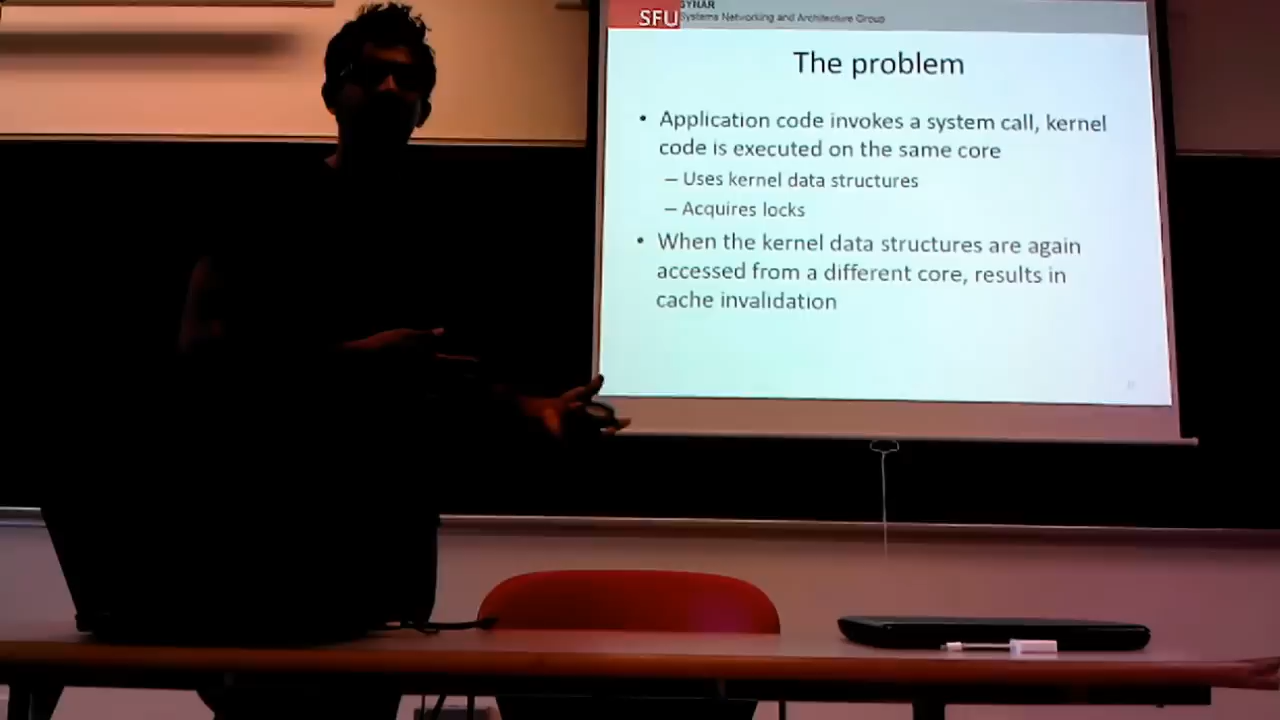 SYNAR
SFU Systems Networking and Architecture Group
The problem
• Application code invokes a system call, kernel
code is executed on the same core
– Uses kernel data structures
– Acquires locks
• When the kernel data structures are again
accessed from a different core, results in
cache invalidation